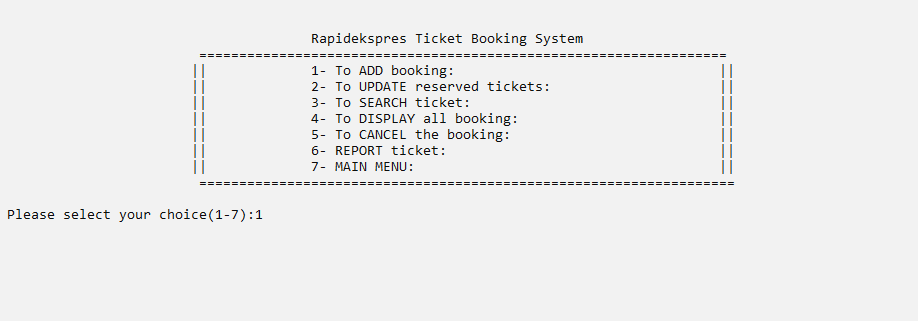 Rapidekspres Ticket Booking System
==================================================================
|| 1- To ADD booking: ||
|| 2- To UPDATE reserved tickets: ||
|| 3- To SEARCH ticket: ||
|| 4- To DISPLAY all booking: ||
|| 5- To CANCEL the booking: ||
|| 6- REPORT ticket: ||
|| 7- MAIN MENU: ||
===================================================================
Please select your choice(1-7):1